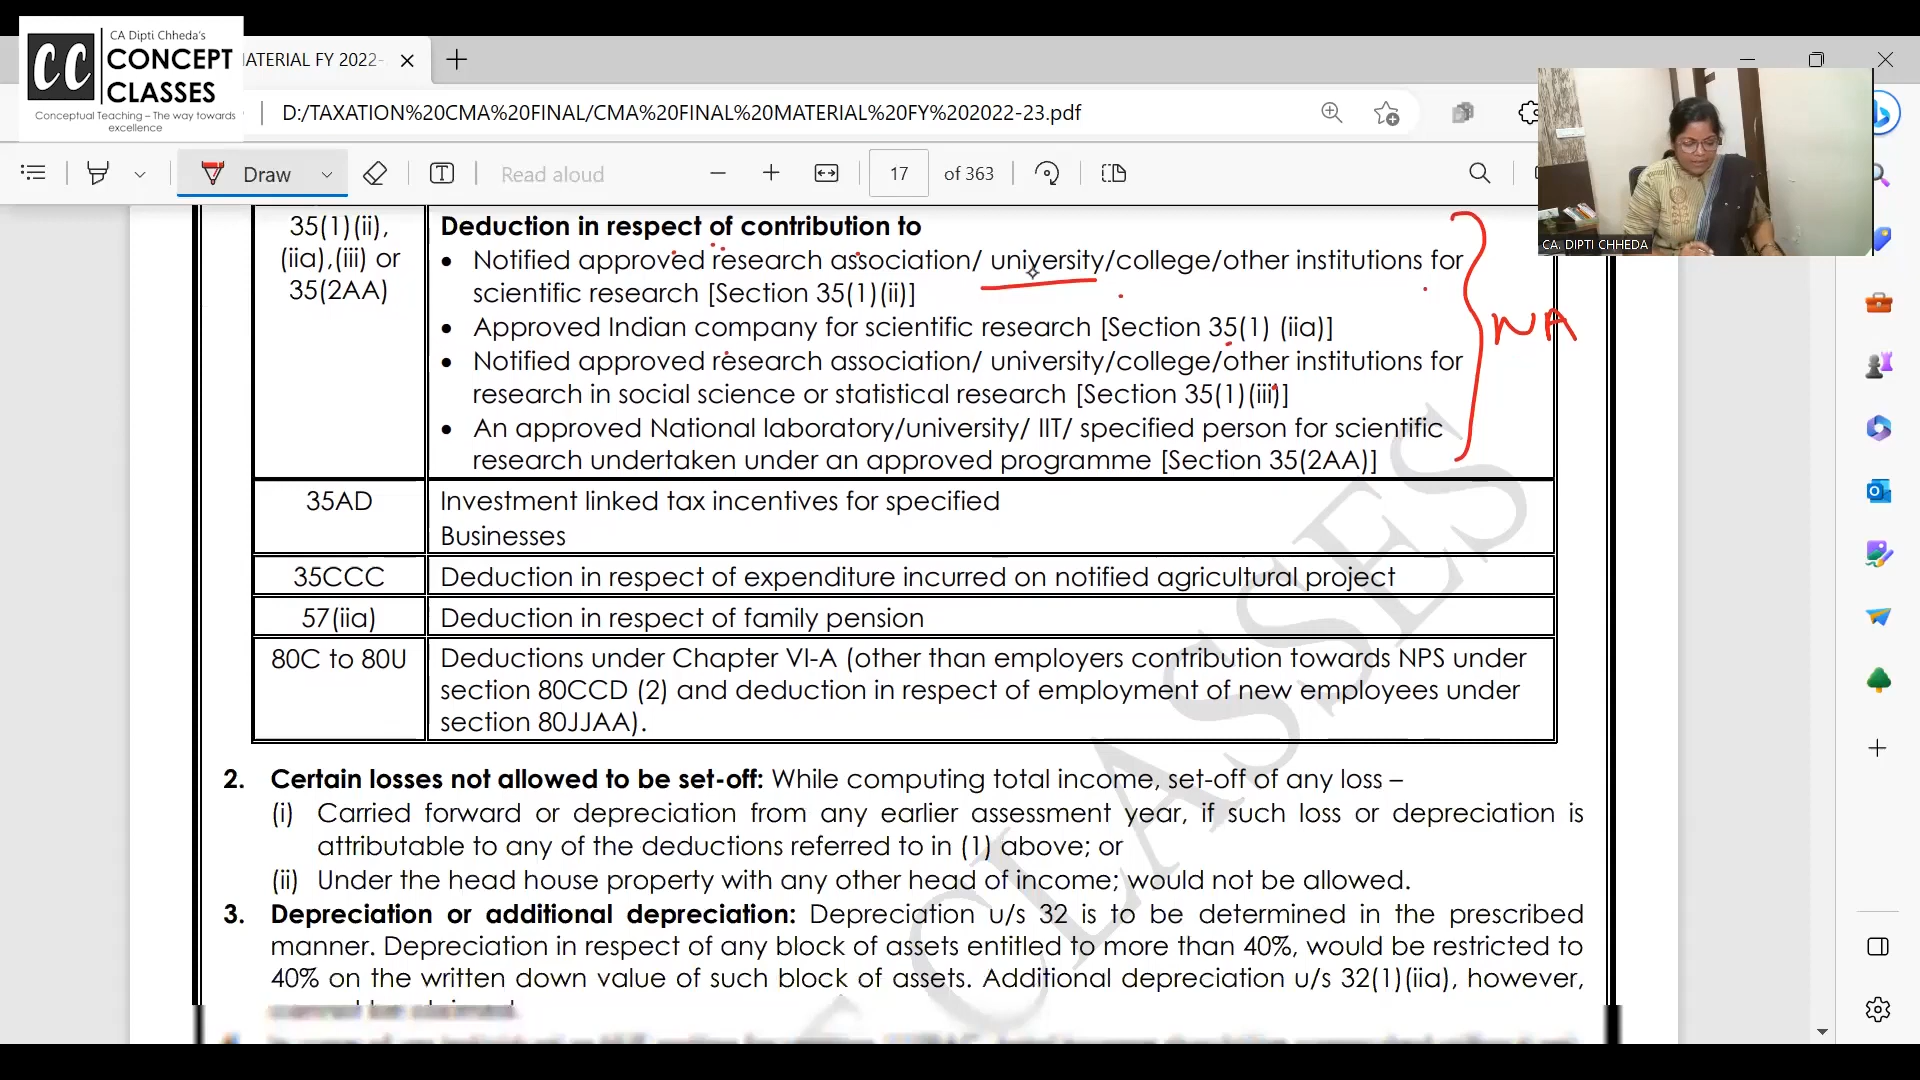 CA Dipti Chheda's
CC CONCEPT
CLASSES
Conceptual Teaching – The way towards
excellence
ATERIAL FY 2022-
D:/TAXATION%20CMA%20FINAL/CMA%20FINAL%20MATERIAL%20FY%202022-23.pdf
Draw
Read aloud
17 of 363
CA. DIPTI CHHEDA
35(1)(ii),
(iia),(iii) or
35(2AA)
Deduction in respect of contribution to
• Notified approved research association/ university/college/other institutions for
scientific research [Section 35(1)(ii)]
• Approved Indian company for scientific research [Section 35(1) (iia)]
• Notified approved research association/ university/college/other institutions for
research in social science or statistical research [Section 35(1)(iii)]
• An approved National laboratory/university/ IIT/ specified person for scientific
research undertaken under an approved programme [Section 35(2AA)]
NA
35AD
Investment linked tax incentives for specified
Businesses
35CCC
Deduction in respect of expenditure incurred on notified agricultural project
57(iia)
Deduction in respect of family pension
80C to 80U
Deductions under Chapter VI-A (other than employers contribution towards NPS under
section 80CCD (2) and deduction in respect of employment of new employees under
section 80JJAA).
2. Certain losses not allowed to be set-off: While computing total income, set-off of any loss –
(i) Carried forward or depreciation from any earlier assessment year, if such loss or depreciation is
attributable to any of the deductions referred to in (1) above; or
(ii) Under the head house property with any other head of income; would not be allowed.
3. Depreciation or additional depreciation: Depreciation u/s 32 is to be determined in the prescribed
manner. Depreciation in respect of any block of assets entitled to more than 40%, would be restricted to
40% on the written down value of such block of assets. Additional depreciation u/s 32(1)(iia), however,
CLASSES